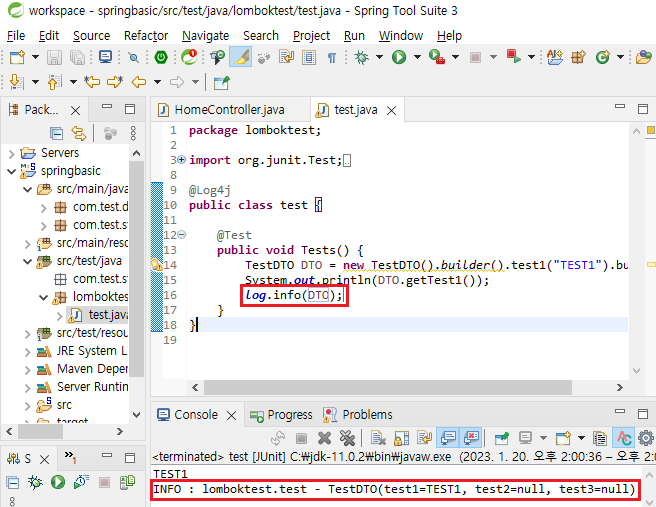 workspace - springbasic/src/test/java/lomboktest/test.java - Spring Tool Suite 3
File Edit Source Refactor Navigate Search Project Run Window Help
Pack...
Servers
springbasic
src/main/java
com.test.d
com.test.s
src/main/reso
src/test/java
com.test.s
lomboktes
test.java
src/test/resou
JRE System L
Maven Depen
Server Runtim
src
target
S
»1
HomeController.java
test.java
1 package lomboktest;
2
3 import org.junit.Test;
8
9 @Log4j
10 public class test {
11
12 @Test
13 public void Tests() {
14 TestDTO DTO = new TestDTO().builder().test1("TEST1").bu
15 System.out.println(DTO.getTest1());
16 log.info(DTO);
17 }
18 }
19
Console Progress Problems
<terminated> test [JUnit] C:₩jdk-11.0.2₩bin₩javaw.exe (2023. 1. 20. 오후 2:00:36 – 오후 2:0
TEST1
INFO : lomboktest.test - TestDTO(test1=TEST1, test2=null, test3=null)